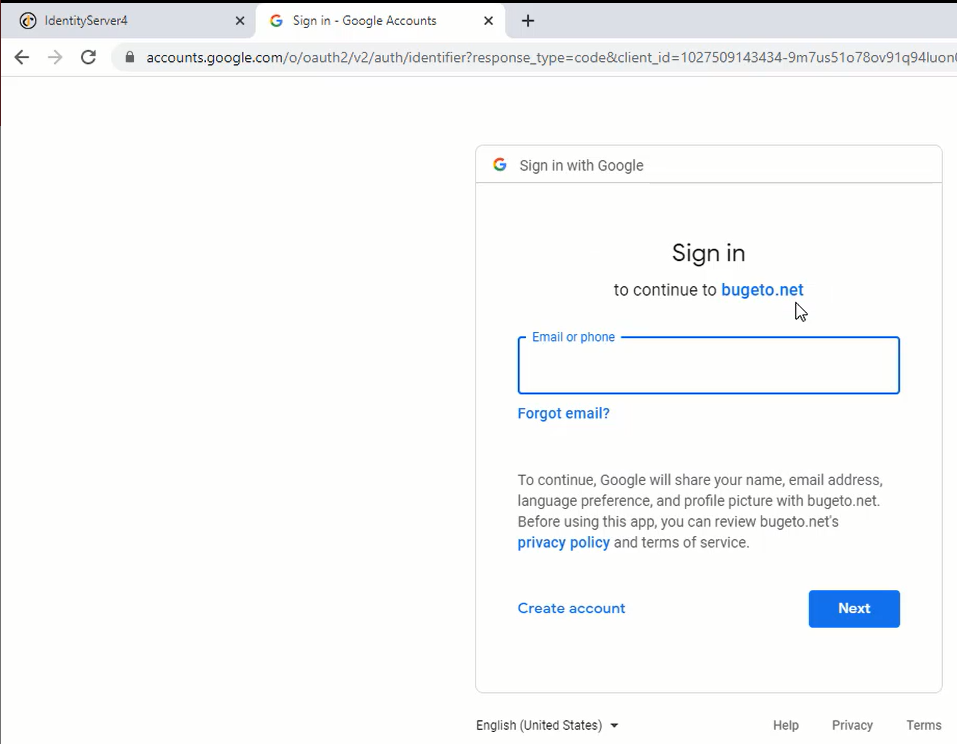 IdentityServer4
Sign in - Google Accounts
accounts.google.com/o/oauth2/v2/auth/identifier?response_type=code&client_id=1027509143434-9m7us51o78ov91q94luon
Sign in with Google
Sign in
to continue to bugeto.net
Email or phone
Forgot email?
To continue, Google will share your name, email address,
language preference, and profile picture with bugeto.net.
Before using this app, you can review bugeto.net's
privacy policy and terms of service.
Create account
Next
English (United States)
Help
Privacy
Terms